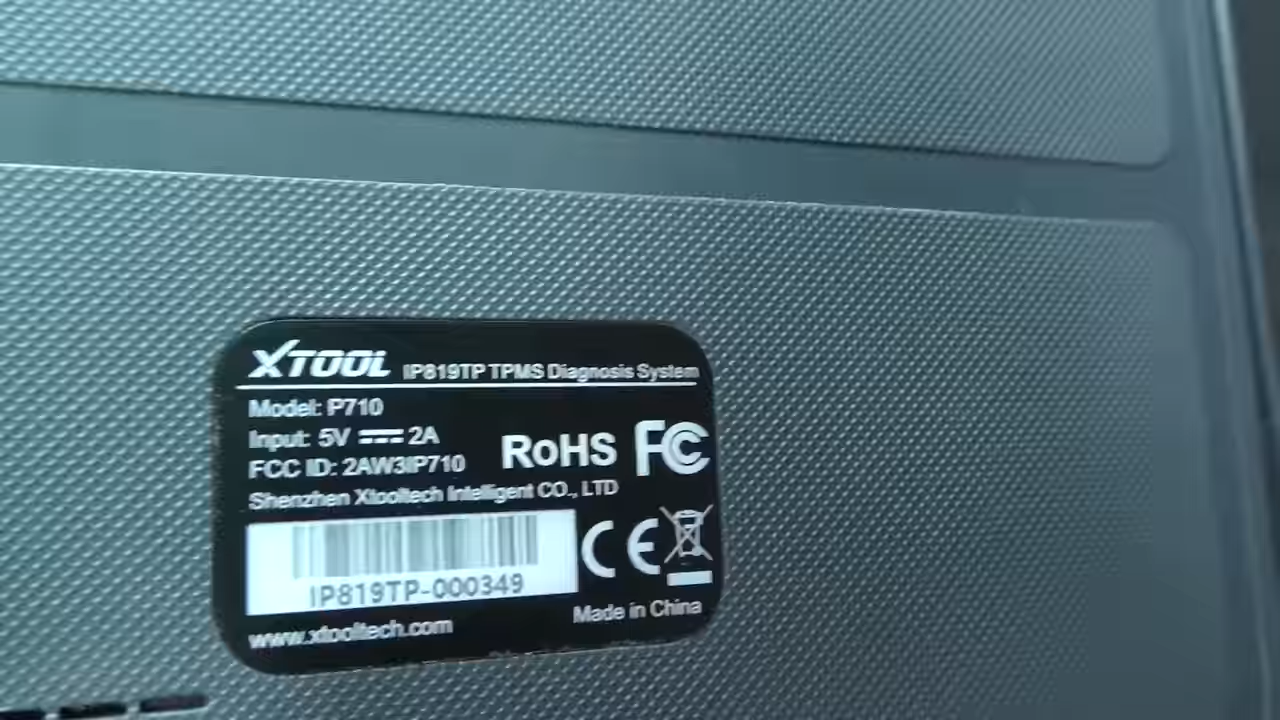 XTOOL IP819TP TPMS Diagnosis System
Model: P710
Input: 5V 2A
FCC ID: 2AW3IP710
RoHS FC
Shenzhen Xtooltech Intelligent CO., LTD
CE
IP819TP-000349
Made in China
www.xtooltech.com